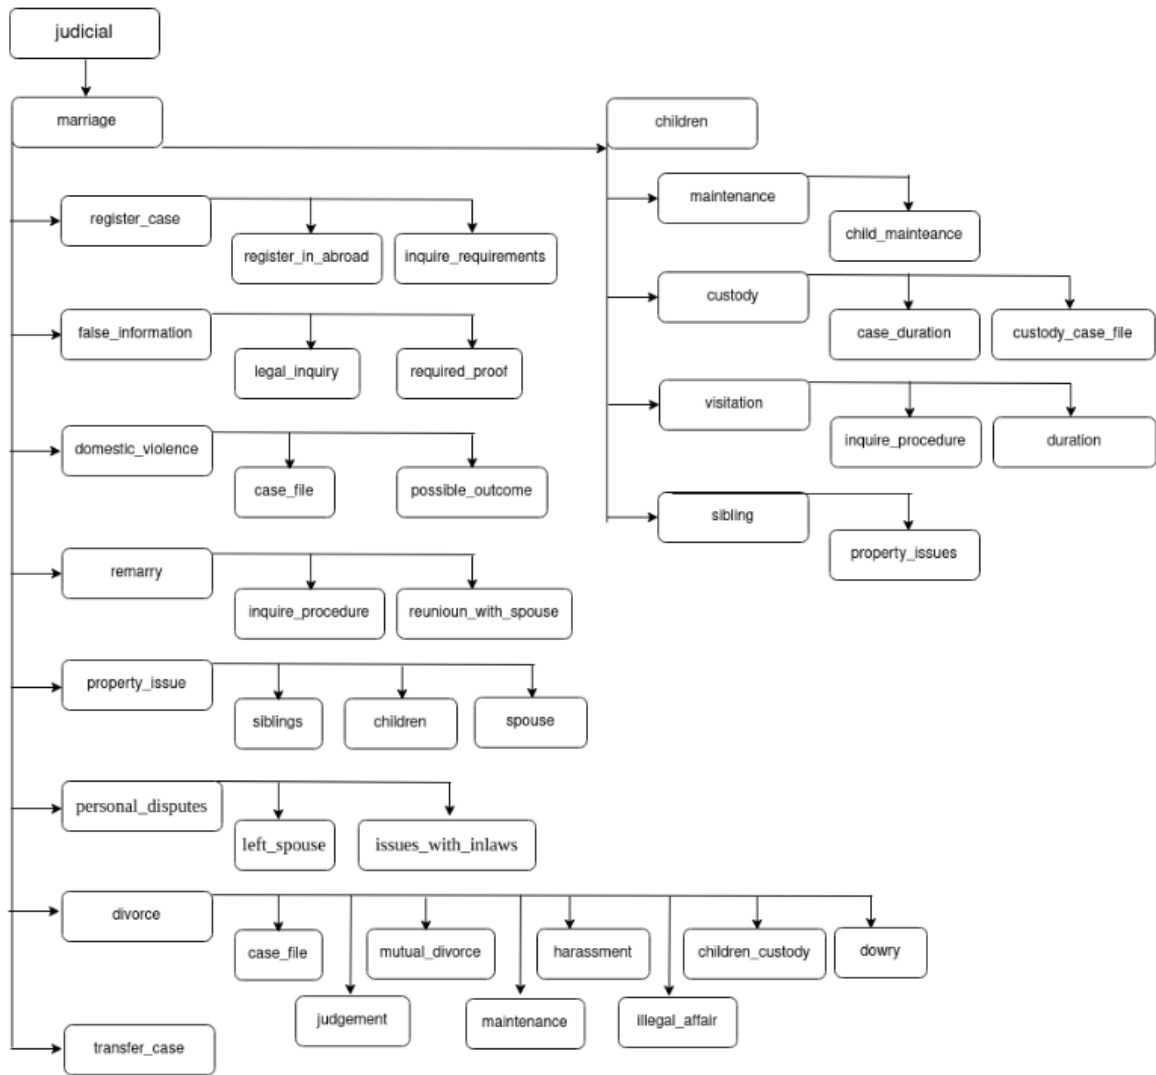 judicial
marriage
register_case
register_in_abroad
inquire_requirements
false_information
legal_inquiry
required_proof
domestic_violence
case_file
possible_outcome
remarry
inquire_procedure
reunioun_with_spouse
property_issue
siblings
children
spouse
personal_disputes
left_spouse
issues_with_inlaws
divorce
case_file
mutual_divorce
harassment
children_custody
dowry
judgement
maintenance
illegal_affair
transfer_case
children
maintenance
child_mainteance
custody
case_duration
custody_case_file
visitation
inquire_procedure
duration
sibling
property_issues